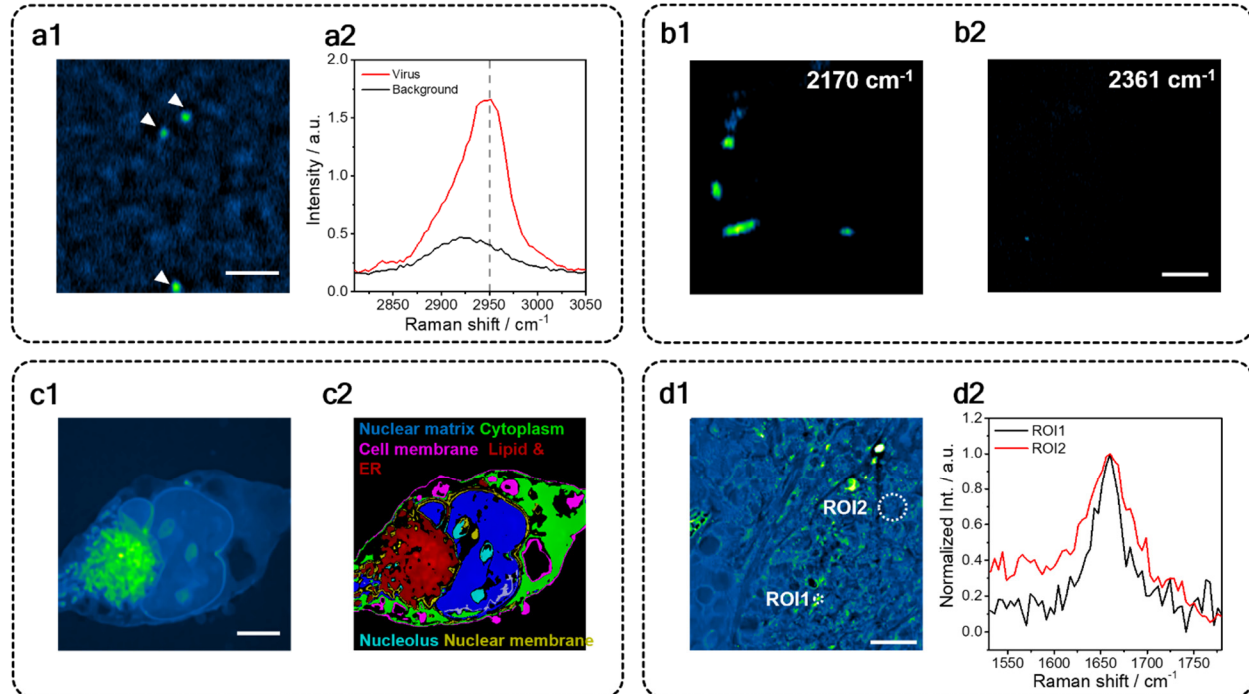 a1
a2
2.0
1.5
1.0
0.5
0.0
Virus
Background
Intensity / a.u.
2850 2900 2950 3000 3050
Raman shift / cm⁻¹
b1
2170 cm⁻¹
b2
2361 cm⁻¹
c1
c2
Nuclear matrix Cytoplasm
Cell membrane Lipid &
ER
Nucleolus Nuclear membrane
d1
ROI2
ROI1
d2
1.2
1.0
0.8
0.6
0.4
0.2
0.0
ROI1
ROI2
Normalized Int. / a.u.
1550 1600 1650 1700 1750
Raman shift / cm⁻¹